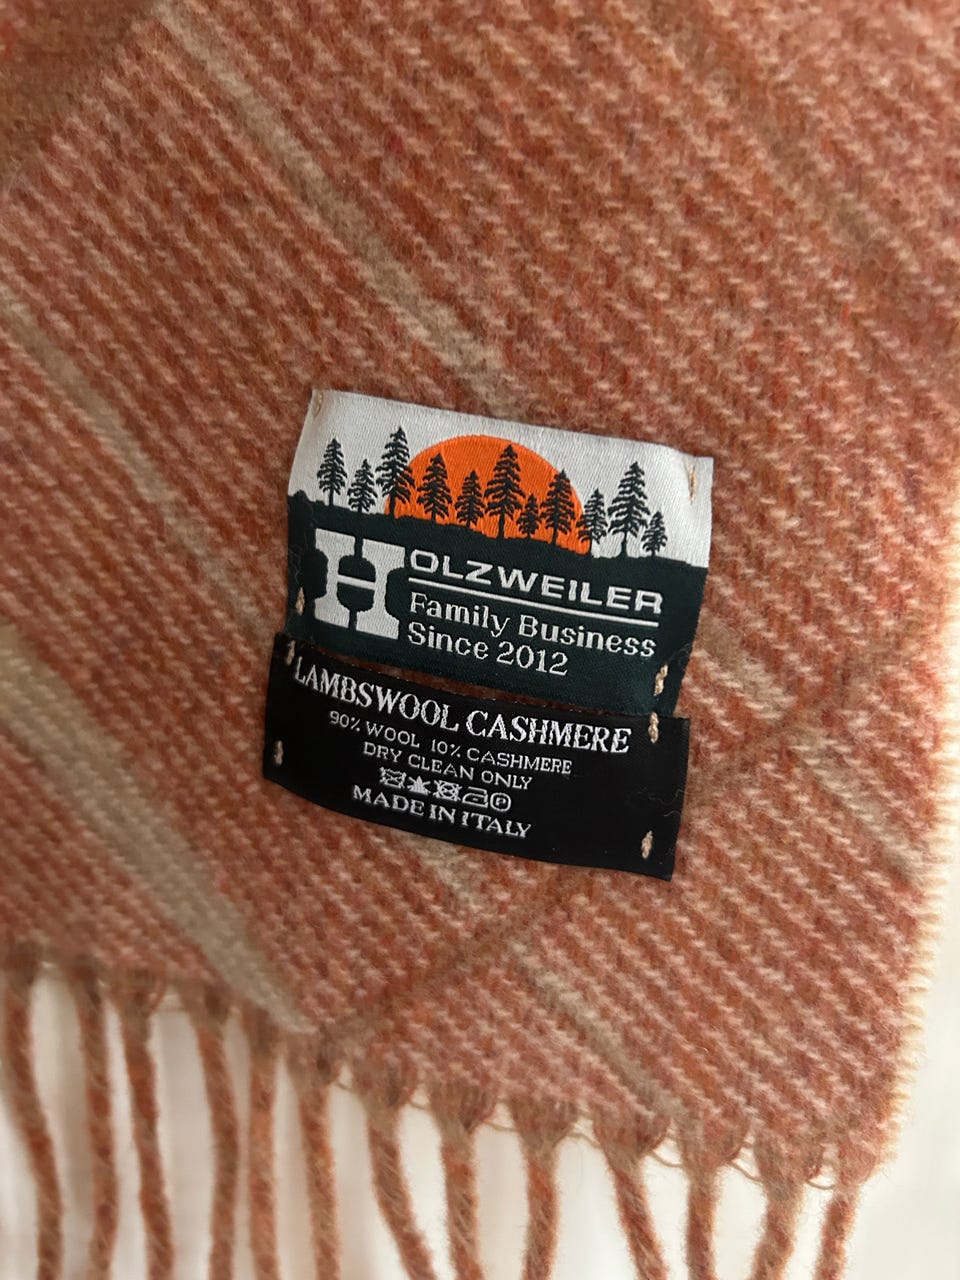 HOLZWEILER
Family Business
Since 2012
LAMBSWOOL CASHMERE
90% WOOL 10% CASHMERE
DRY CLEAN ONLY
MADE IN ITALY